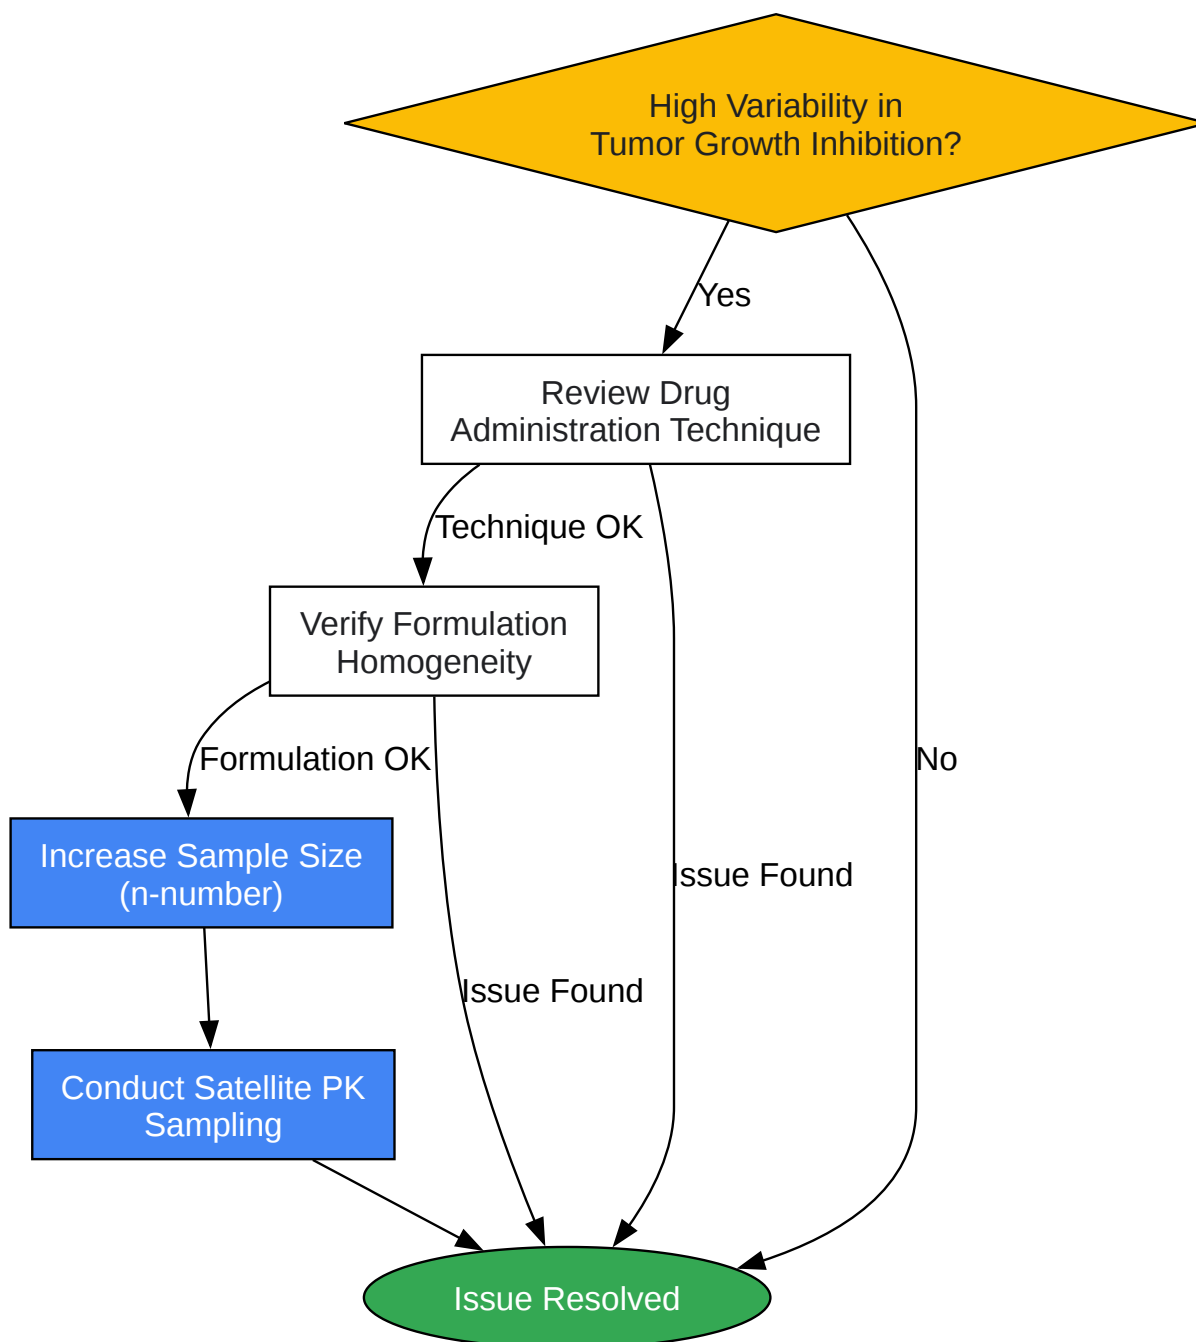 High Variability in
Tumor Growth Inhibition?
Yes
Review Drug
Administration Technique
Technique OK
Verify Formulation
Homogeneity
Formulation OK
No
Increase Sample Size
(n-number)
Issue Found
Issue Found
Conduct Satellite PK
Sampling
Issue Resolved